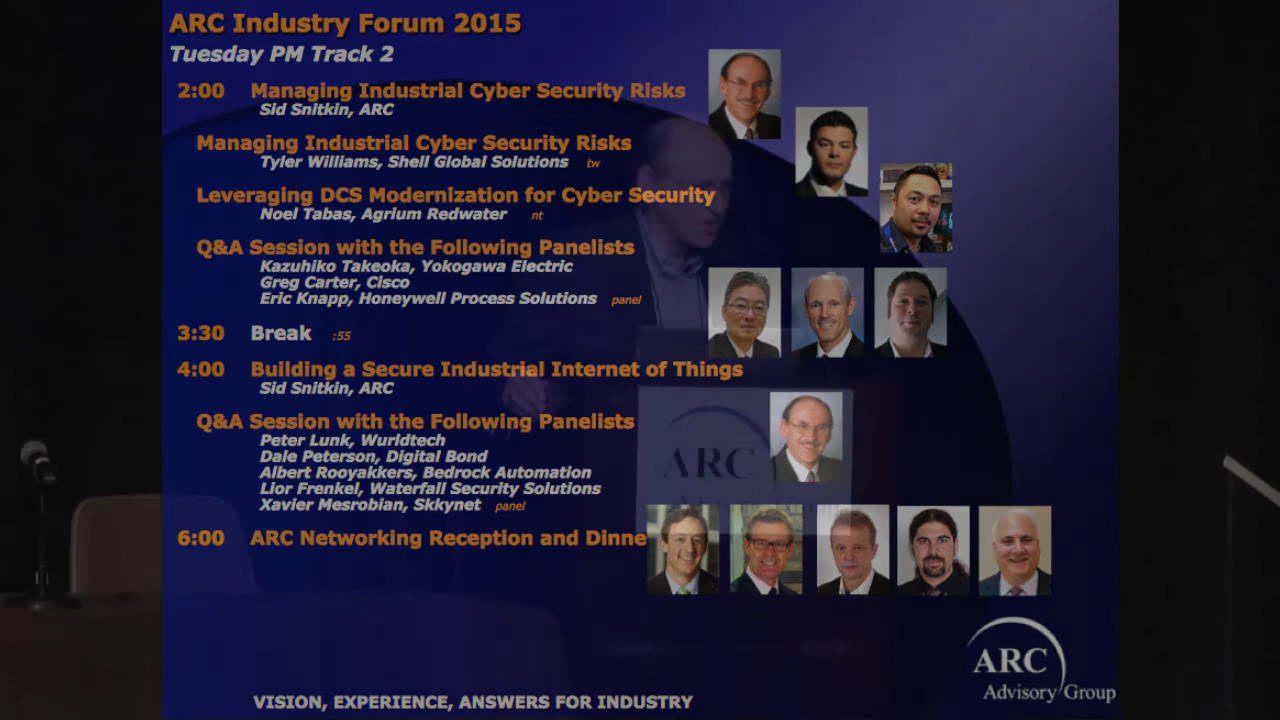 ARC Industry Forum 2015
Tuesday PM Track 2
2:00 Managing Industrial Cyber Security Risks
Sid Snitkin, ARC
Managing Industrial Cyber Security Risks
Tyler Williams, Shell Global Solutions tw
Leveraging DCS Modernization for Cyber Security
Noel Tabas, Agrium Redwater nt
Q&A Session with the Following Panelists
Kazuhiko Takeoka, Yokogawa Electric
Greg Carter, Cisco
Eric Knapp, Honeywell Process Solutions panel
3:30 Break :55
4:00 Building a Secure Industrial Internet of Things
Sid Snitkin, ARC
Q&A Session with the Following Panelists
Peter Lunk, Wurldtech
Dale Peterson, Digital Bond
Albert Rooyakkers, Bedrock Automation
Lior Frenkel, Waterfall Security Solutions
Xavier Mesrobian, Skkynet panel
ARC
6:00 ARC Networking Reception and Dinne
ARC
Advisory Group
VISION, EXPERIENCE, ANSWERS FOR INDUSTRY